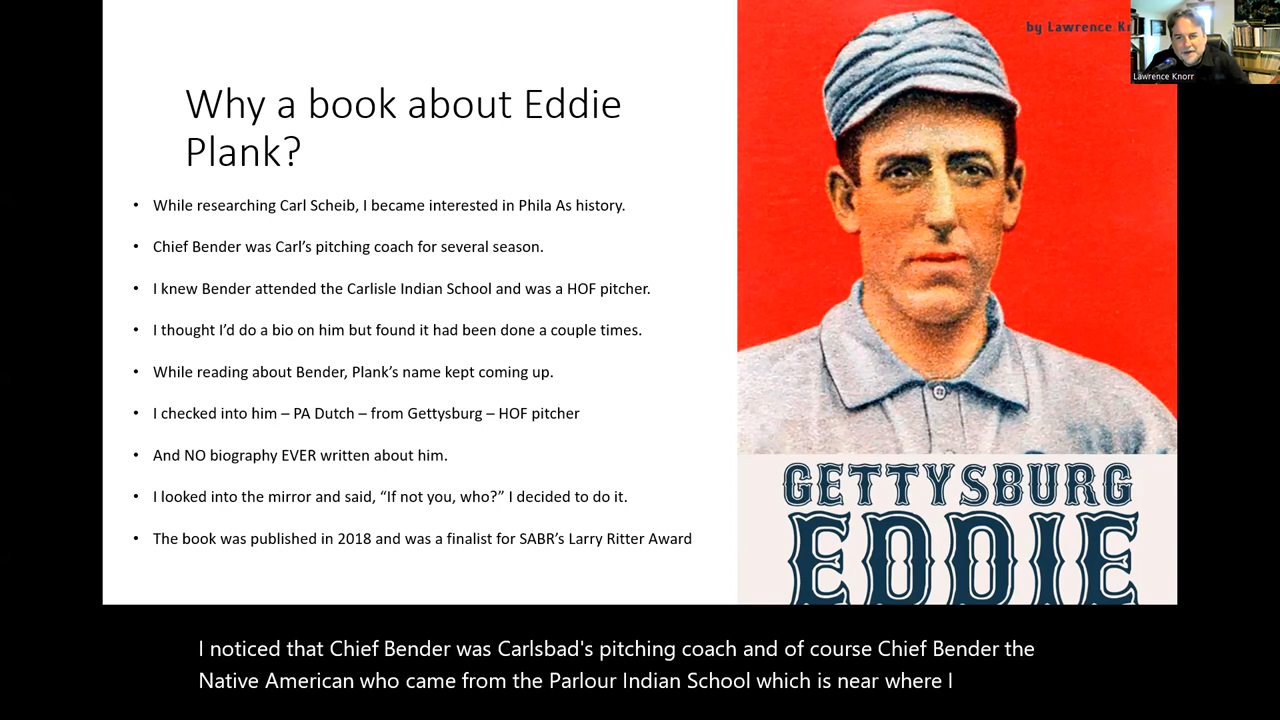 Why a book about Eddie
Plank?
• While researching Carl Scheib, I became interested in Phila As history.
• Chief Bender was Carl’s pitching coach for several season.
• I knew Bender attended the Carlisle Indian School and was a HOF pitcher.
• I thought I’d do a bio on him but found it had been done a couple times.
• While reading about Bender, Plank’s name kept coming up.
• I checked into him – PA Dutch – from Gettysburg – HOF pitcher
• And NO biography EVER written about him.
• I looked into the mirror and said, “If not you, who?” I decided to do it.
• The book was published in 2018 and was a finalist for SABR’s Larry Ritter Award
by Lawrence
Lawrence Knorr
GETTYSBURG
EDDIE
I noticed that Chief Bender was Carlsbad's pitching coach and of course Chief Bender the
Native American who came from the Parlour Indian School which is near where I